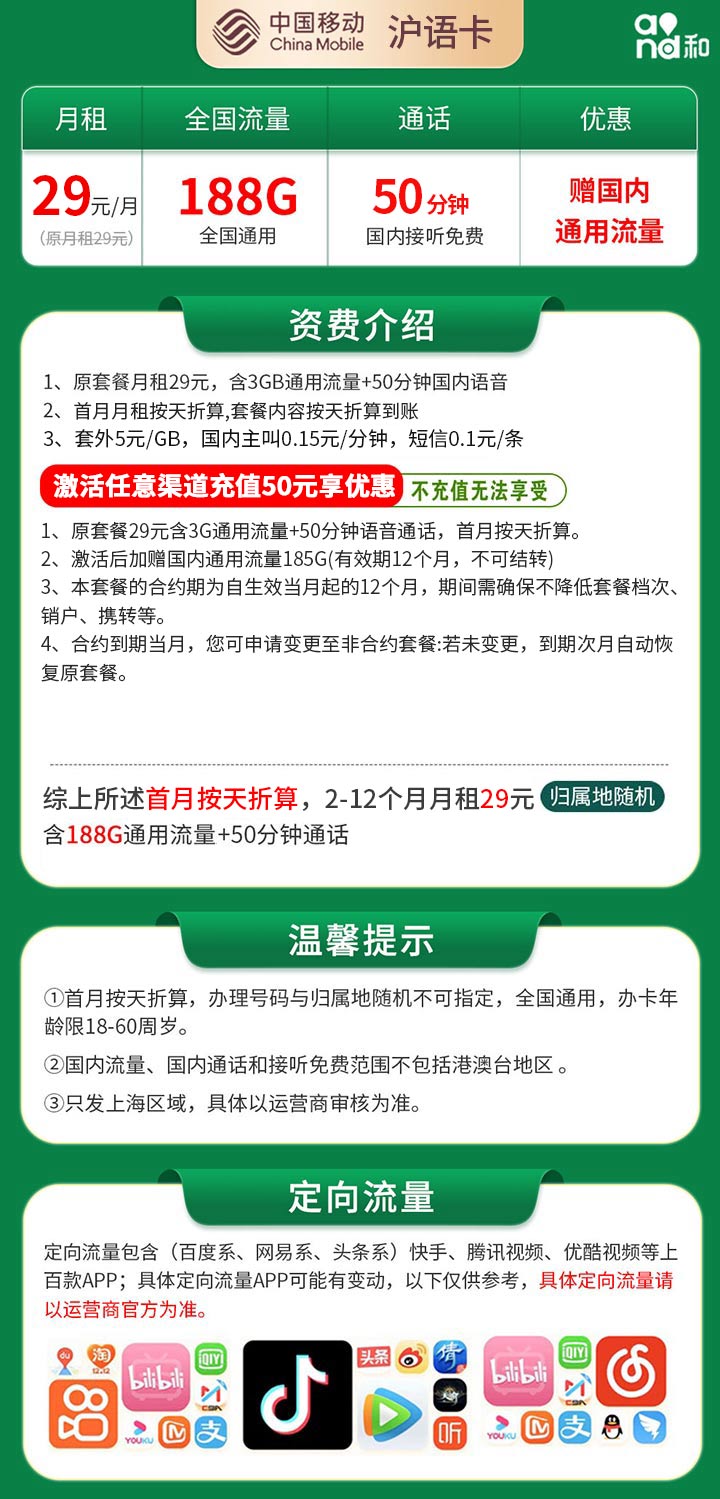 中国移动
China Mobile
沪语卡
and和
月租 全国流量 通话 优惠
29元/月 188G 50分钟 赠国内
(原月租29元) 全国通用 国内接听免费 通用流量
资费介绍
1、原套餐月租29元，含3GB通用流量+50分钟国内语音
2、首月月租按天折算,套餐内容按天折算到账
3、套外5元/GB，国内主叫0.15元/分钟，短信0.1元/条
激活任意渠道充值50元享优惠 不充值无法享受
1、原套餐29元含3G通用流量+50分钟语音通话，首月按天折算。
2、激活后加赠国内通用流量185G(有效期12个月，不可结转)
3、本套餐的合约期为自生效当月起的12个月，期间需确保不降低套餐档次、
销户、携转等。
4、合约到期当月，您可申请变更至非合约套餐:若未变更，到期次月自动恢
复原套餐。
综上所述首月按天折算，2-12个月月租29元 归属地随机
含188G通用流量+50分钟通话
温馨提示
①首月按天折算，办理号码与归属地随机不可指定，全国通用，办卡年
龄限18-60周岁。
②国内流量、国内通话和接听免费范围不包括港澳台地区 。
③只发上海区域，具体以运营商审核为准。
定向流量
定向流量包含（百度系、网易系、头条系）快手、腾讯视频、优酷视频等上
百款APP；具体定向流量APP可能有变动，以下仅供参考，具体定向流量请
以运营商官方为准。
du 淘 12.12 bilibili QIYI CBA YOUKU 支
头条 倩 听
bilibili QIYI CBA YOUKU 支